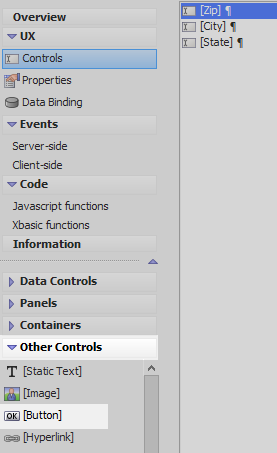 Overview
UX
Controls
Properties
Data Binding
Events
Server-side
Client-side
Code
Javascript functions
Xbasic functions
Information
Data Controls
Panels
Containers
Other Controls
T [Static Text]
[Image]
OK [Button]
[Hyperlink]
[Zip] ¶
[City] ¶
[State] ¶